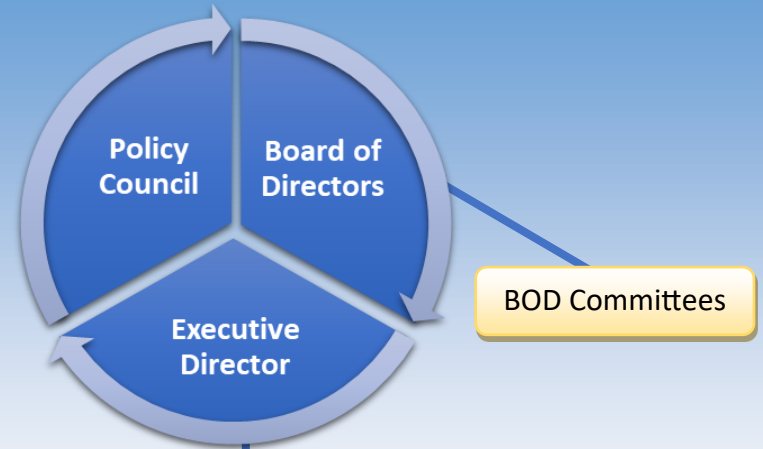 Policy
Council
Board of
Directors
BOD Committees
Executive
Director